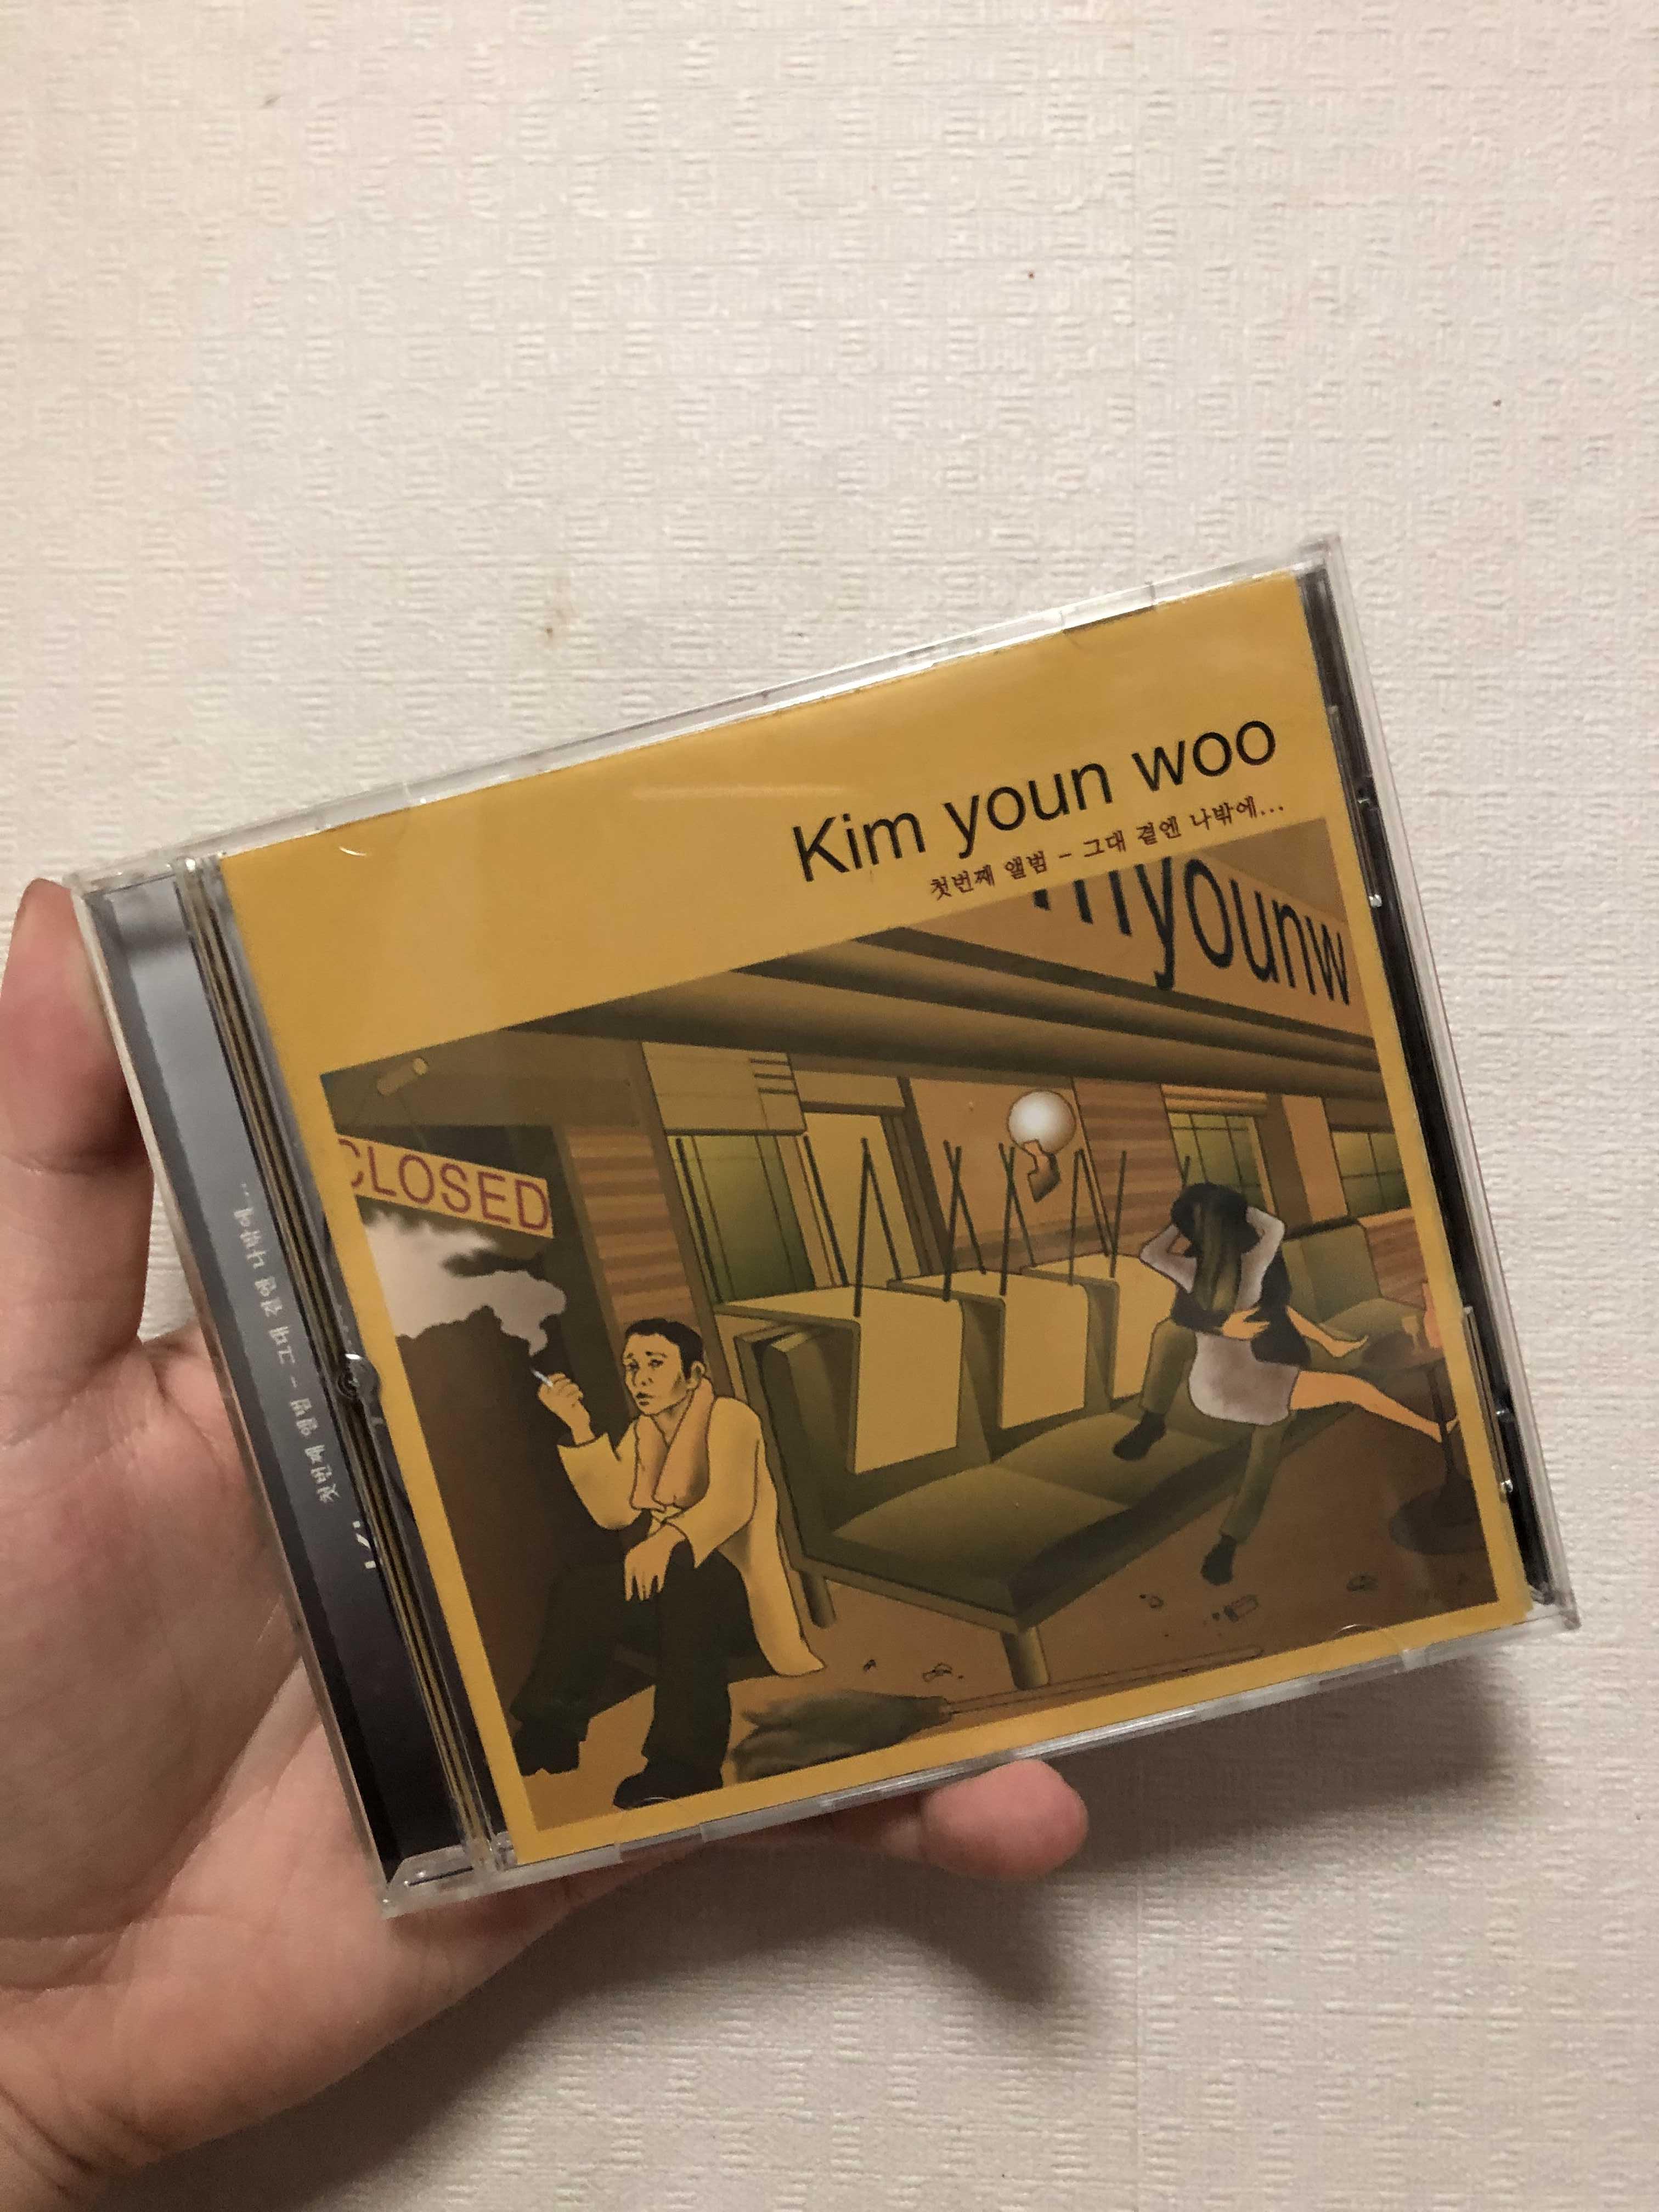 Kim youn woo
첫번째 앨범 - 그대 곁엔 나밖에...
myounw
CLOSED
첫번째 앨범 - 그대 곁엔 나밖에...